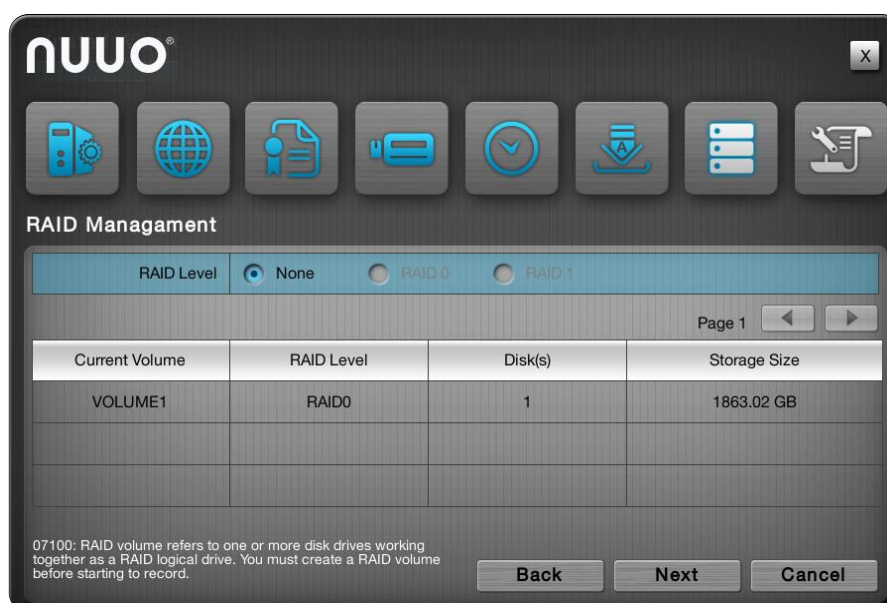 nuuo®
X
A
RAID Managament
RAID Level None RAID 0 RAID 1
Page 1
Current Volume RAID Level Disk(s) Storage Size
VOLUME1 RAID0 1 1863.02 GB
07100: RAID volume refers to one or more disk drives working
together as a RAID logical drive. You must create a RAID volume
before starting to record.
Back Next Cancel